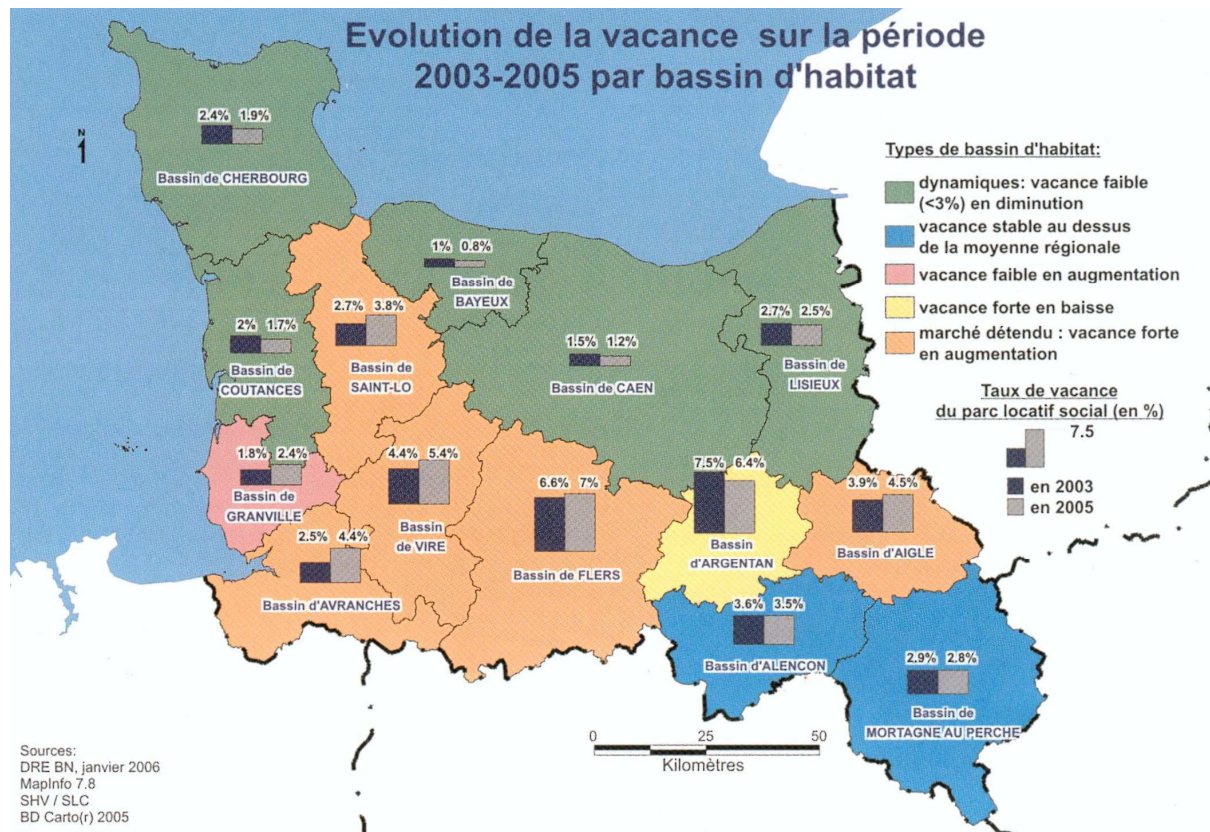 Evolution de la vacance sur la période
2003-2005 par bassin d'habitat
N
1
2.4% 1.9%
Bassin de CHERBOURG
Types de bassin d'habitat:
dynamiques: vacance faible
(<3%) en diminution
vacance stable au dessus
de la moyenne régionale
vacance faible en augmentation
vacance forte en baisse
marché détendu : vacance forte
en augmentation
1% 0.8%
Bassin de
BAYEUX
2.7% 3.8%
Bassin de
SAINT-LO
2% 1.7%
Bassin de
COUTANCES
1.5% 1.2%
Bassin de CAEN
2.7% 2.5%
Bassin de
LISIEUX
Taux de vacance
du parc locatif social (en %)
7.5
en 2003
en 2005
1.8% 2.4%
Bassin de
GRANVILLE
4.4% 5.4%
Bassin
de VIRE
6.6% 7%
Bassin de FLERS
7.5% 6.4%
Bassin
d'ARGENTAN
3.9% 4.5%
Bassin d'AIGLE
2.5% 4.4%
Bassin d'AVRANCHES
3.6% 3.5%
Bassin d'ALENCON
2.9% 2.8%
Bassin de
MORTAGNE AU PERCHE
0 25 50
Kilomètres
Sources:
DRE BN, janvier 2006
MapInfo 7.8
SHV / SLC
BD Carto(r) 2005